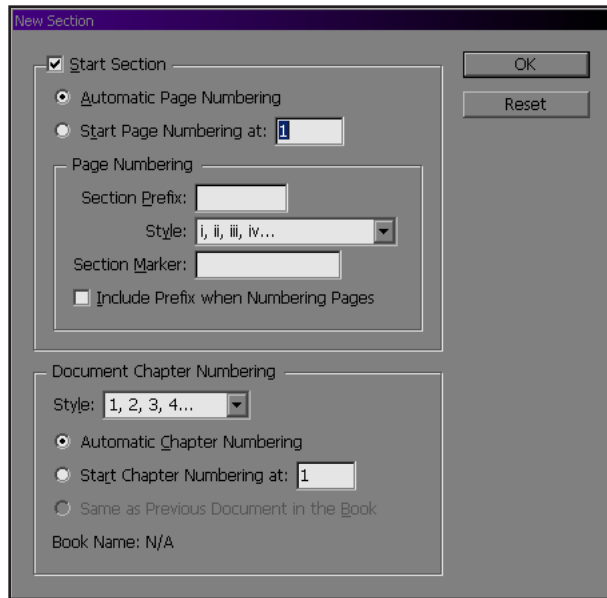 New Section
Start Section
OK
Automatic Page Numbering
Reset
Start Page Numbering at: 1
Page Numbering
Section Prefix:
Style: i, ii, iii, iv...
Section Marker:
Include Prefix when Numbering Pages
Document Chapter Numbering
Style: 1, 2, 3, 4...
Automatic Chapter Numbering
Start Chapter Numbering at: 1
Same as Previous Document in the Book
Book Name: N/A